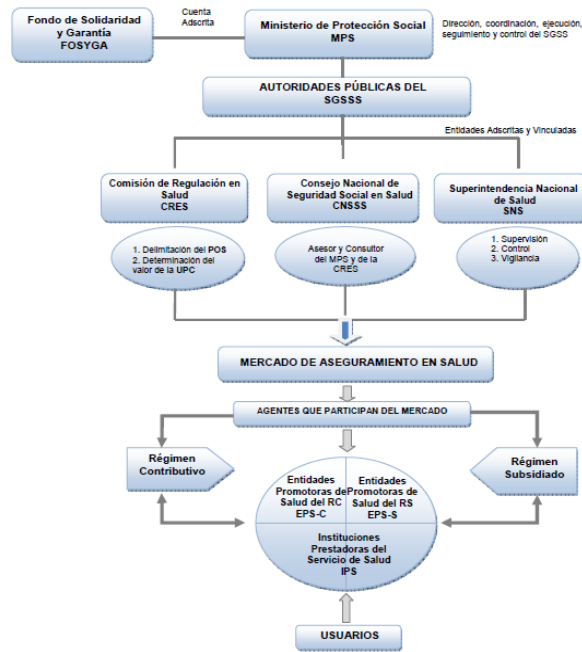 Fondo de Solidaridad
y Garantía
FOSYGA
Cuenta
Adscrita
Ministerio de Protección Social
MPS
Dirección, coordinación, ejecución,
seguimiento y control del SGSS
AUTORIDADES PÚBLICAS DEL
SGSSS
Entidades Adscritas y Vinculadas
Comisión de Regulación en
Salud
CRES
Consejo Nacional de
Seguridad Social en Salud
CNSSS
Superintendencia Nacional
de Salud
SNS
1. Delimitación del POS
2. Determinación del
valor de la UPC
Asesor y Consultor
del MPS y de la
CRES
1. Supervisión
2. Control
3. Vigilancia
MERCADO DE ASEGURAMIENTO EN SALUD
AGENTES QUE PARTICIPAN DEL MERCADO
Régimen
Contributivo
Régimen
Subsidiado
Entidades
Promotoras de
Salud del RC
EPS-C
Entidades
Promotoras de
Salud del RS
EPS-S
Instituciones
Prestadoras del
Servicio de Salud
IPS
USUARIOS